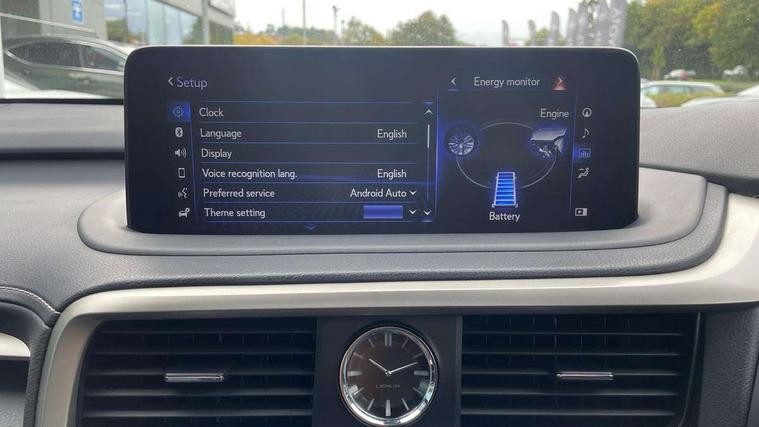 Setup
Clock
Language English
Display
Voice recognition lang. English
Preferred service Android Auto
Theme setting
Energy monitor
Engine
Battery
LEXUS